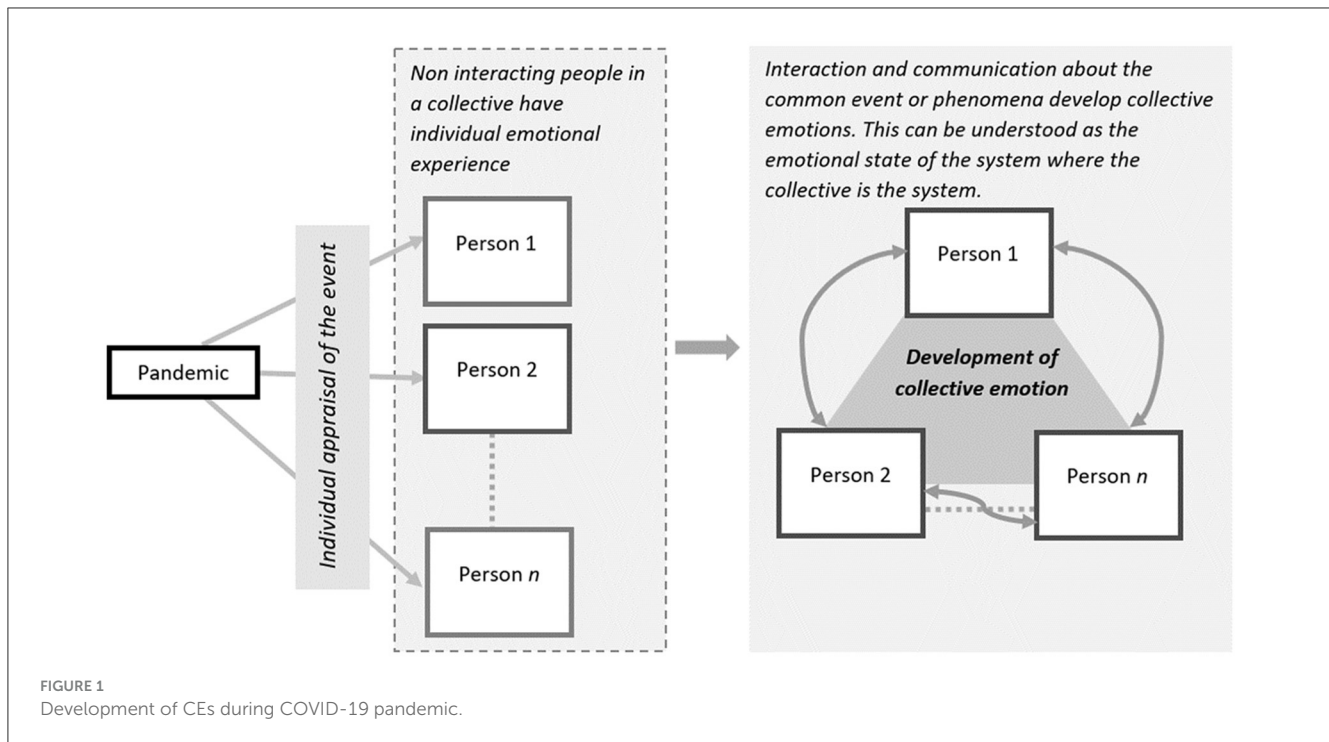 Non interacting people in
a collective have
individual emotional
experience
Person 1
Person 2
Person n
Pandemic
Individual appraisal of the event
Interaction and communication about the
common event or phenomena develop collective
emotions. This can be understood as the
emotional state of the system where the
collective is the system.
Person 1
Development of
collective emotion
Person 2
Person n
FIGURE 1
Development of CEs during COVID-19 pandemic.